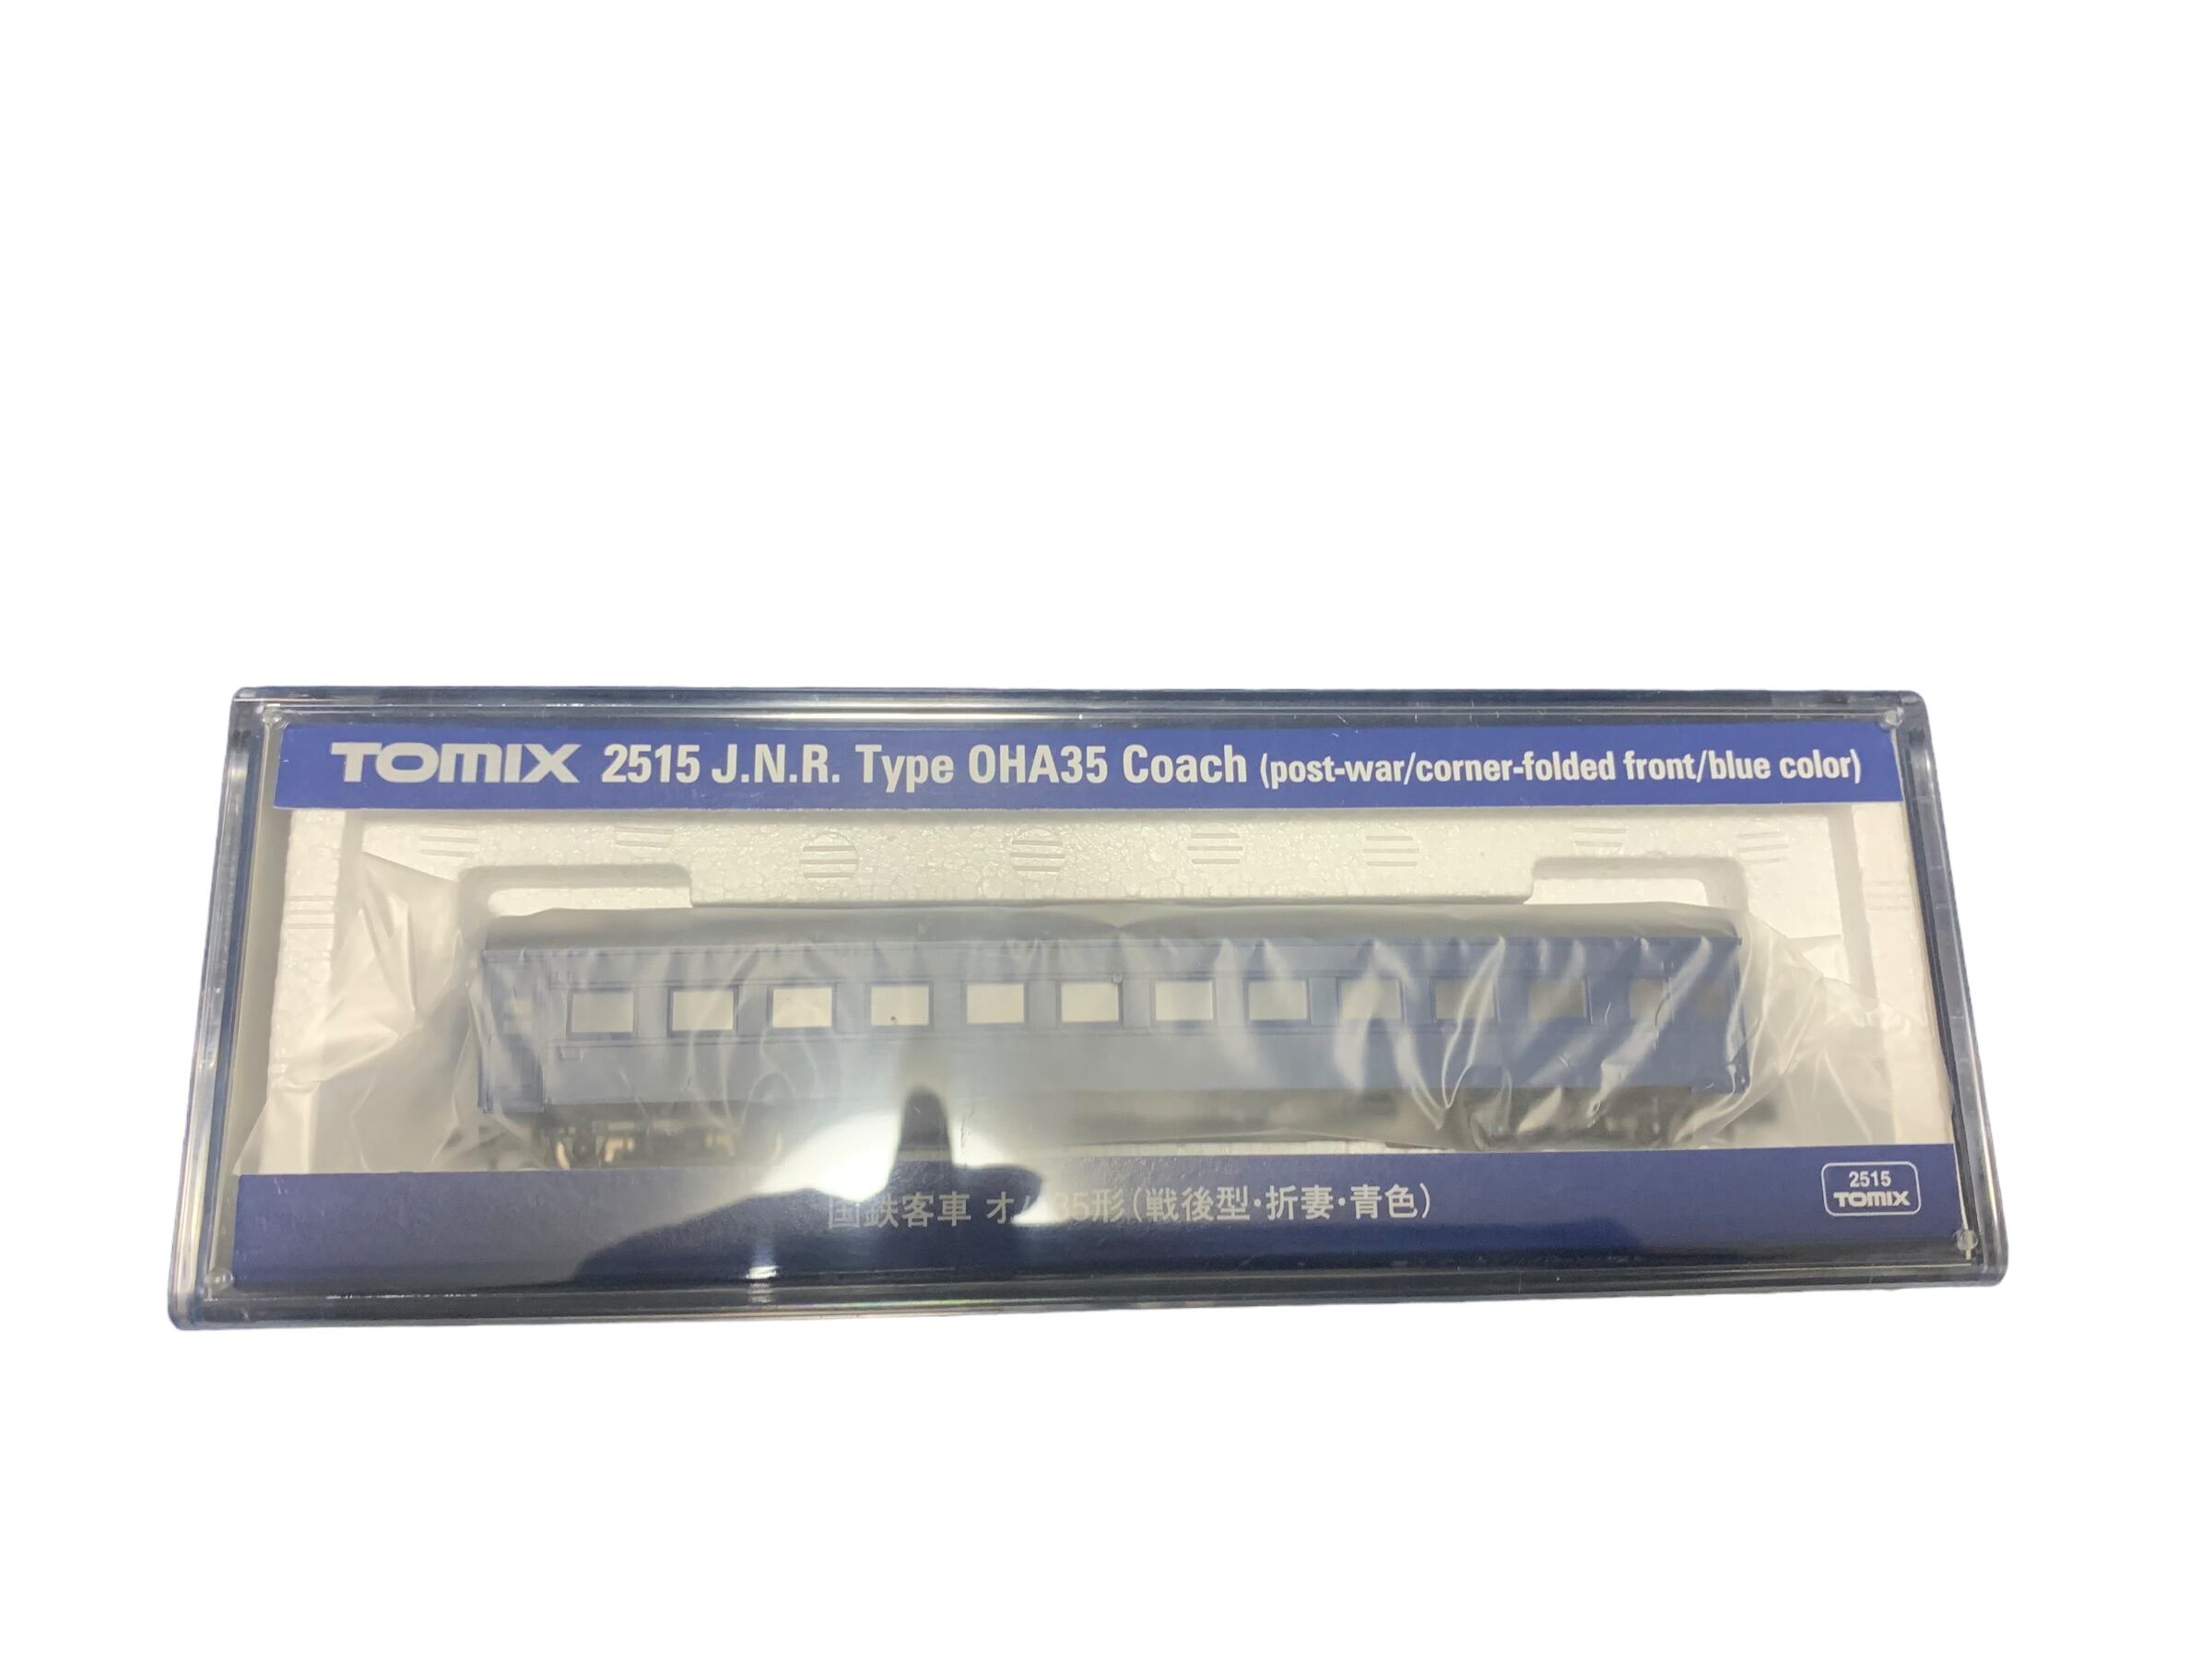 TOMIX 2515 J.N.R. Type OHA35 Coach (post-war/corner-folded front/blue color)
国鉄客車 オハ35形(戦後型・折妻・青色)
2515
TOMIX